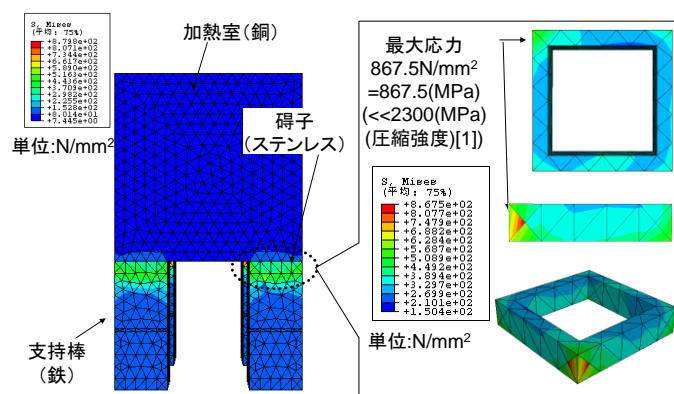 S, Mises
(平均: 75%)
+8.798e+02
+8.071e+02
+7.344e+02
+6.617e+02
+5.890e+02
+5.163e+02
+4.436e+02
+3.709e+02
+2.982e+02
+2.255e+02
+1.528e+02
+8.014e+01
+7.445e+00
単位:N/mm²
加熱室(銅)
碍子
(ステンレス)
支持棒
(鉄)
最大応力
867.5N/mm²
=867.5(MPa)
(<<2300(MPa)
(圧縮強度)[1])
S, Mises
(平均: 75%)
+8.675e+02
+8.077e+02
+7.479e+02
+6.882e+02
+6.284e+02
+5.687e+02
+5.089e+02
+4.492e+02
+3.894e+02
+3.297e+02
+2.699e+02
+2.101e+02
+1.504e+02
単位:N/mm²